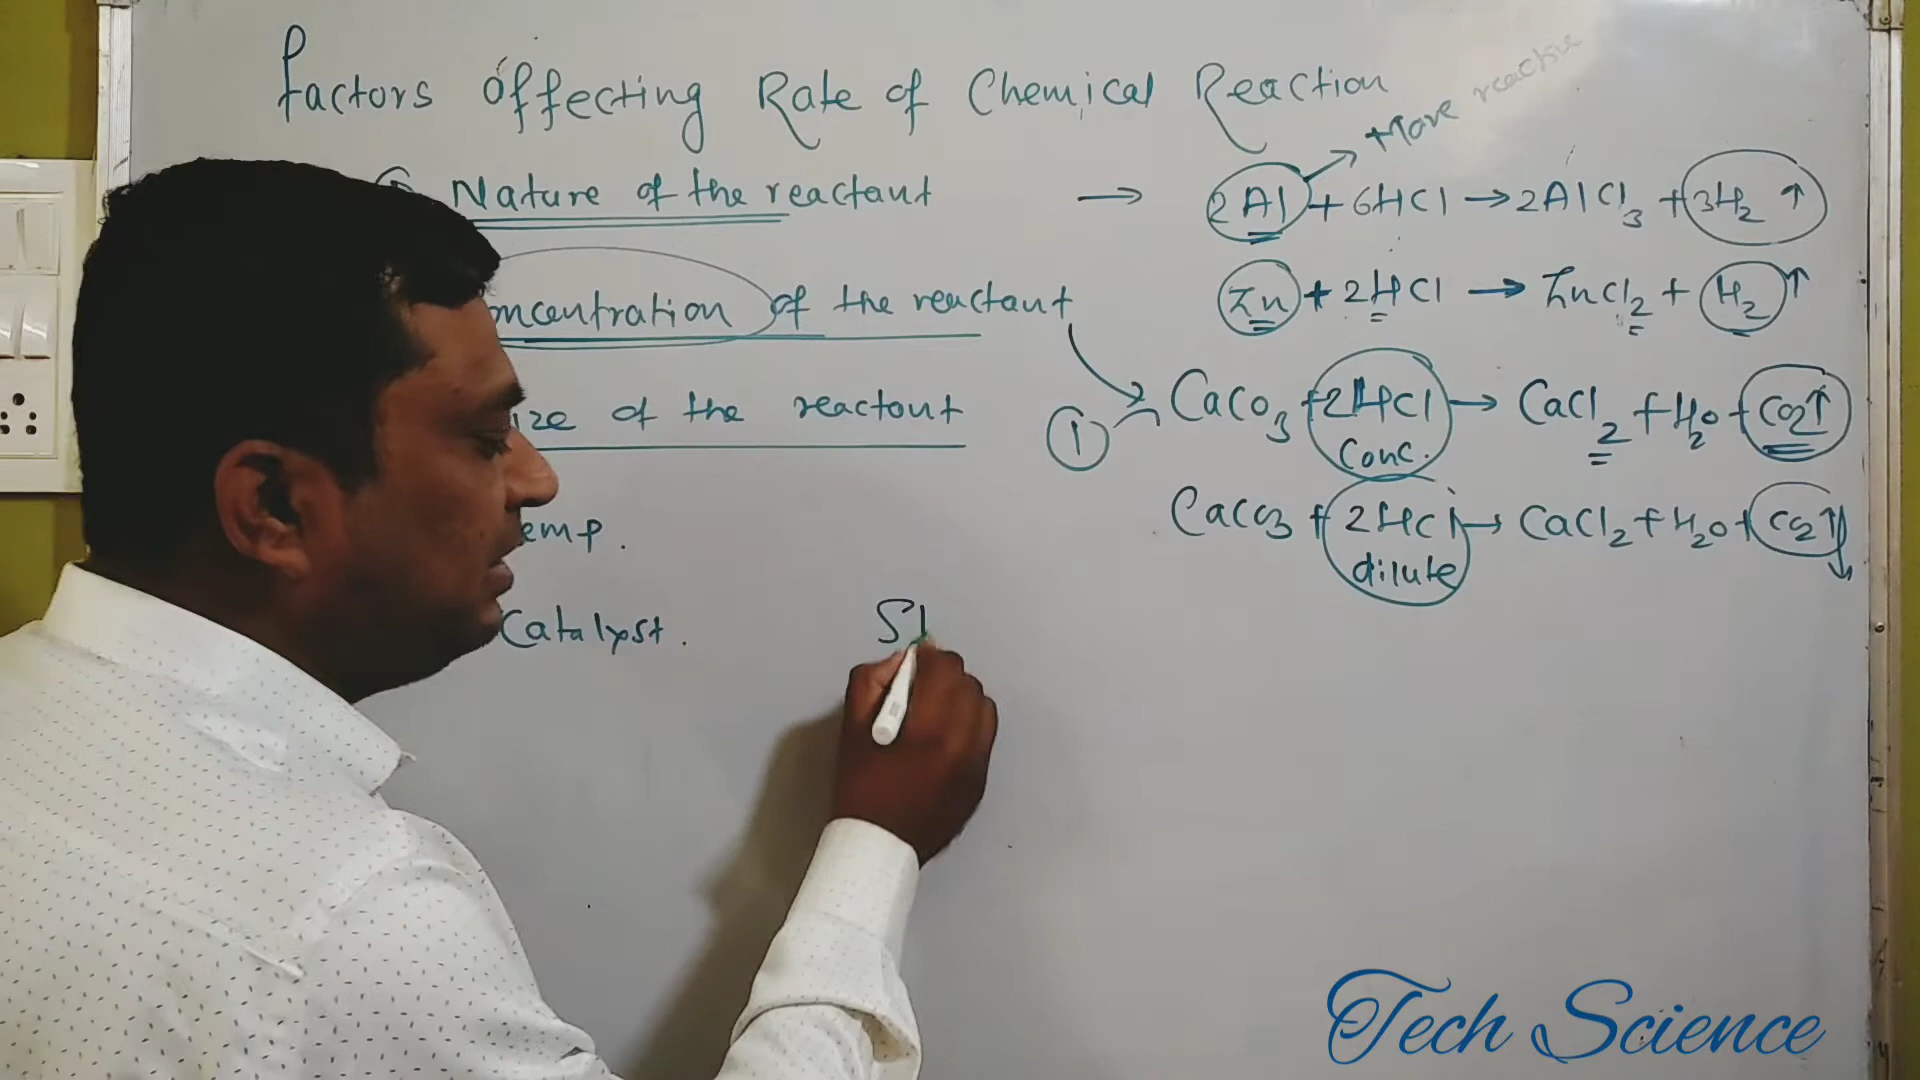 Factors Offecting Rate of Chemical Reaction
More reactive
Nature of the reactant → 2Al + 6HCl → 2AlCl3 + 3H2 ↑
Zn + 2HCl → ZnCl2 + H2 ↑
oncentration of the reactant
① CaCO3 + 2HCl → CaCl2 + H2O + CO2↑
Conc.
ize of the reactant
CaCO3 + 2HCl → CaCl2 + H2O + CO2↑
dilute
emp.
Catalyst.
Tech Science